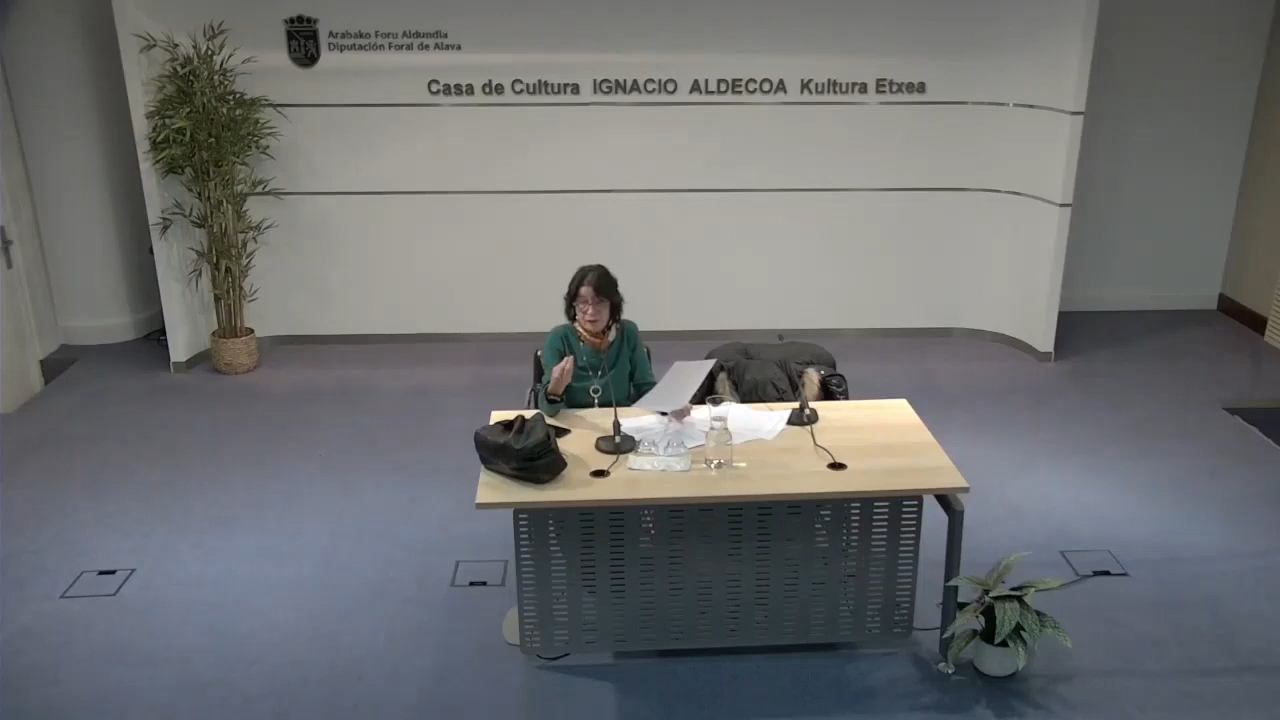 Arabako Foru Aldundia
Diputación Foral de Alava
Casa de Cultura IGNACIO ALDECOA Kultura Etxea